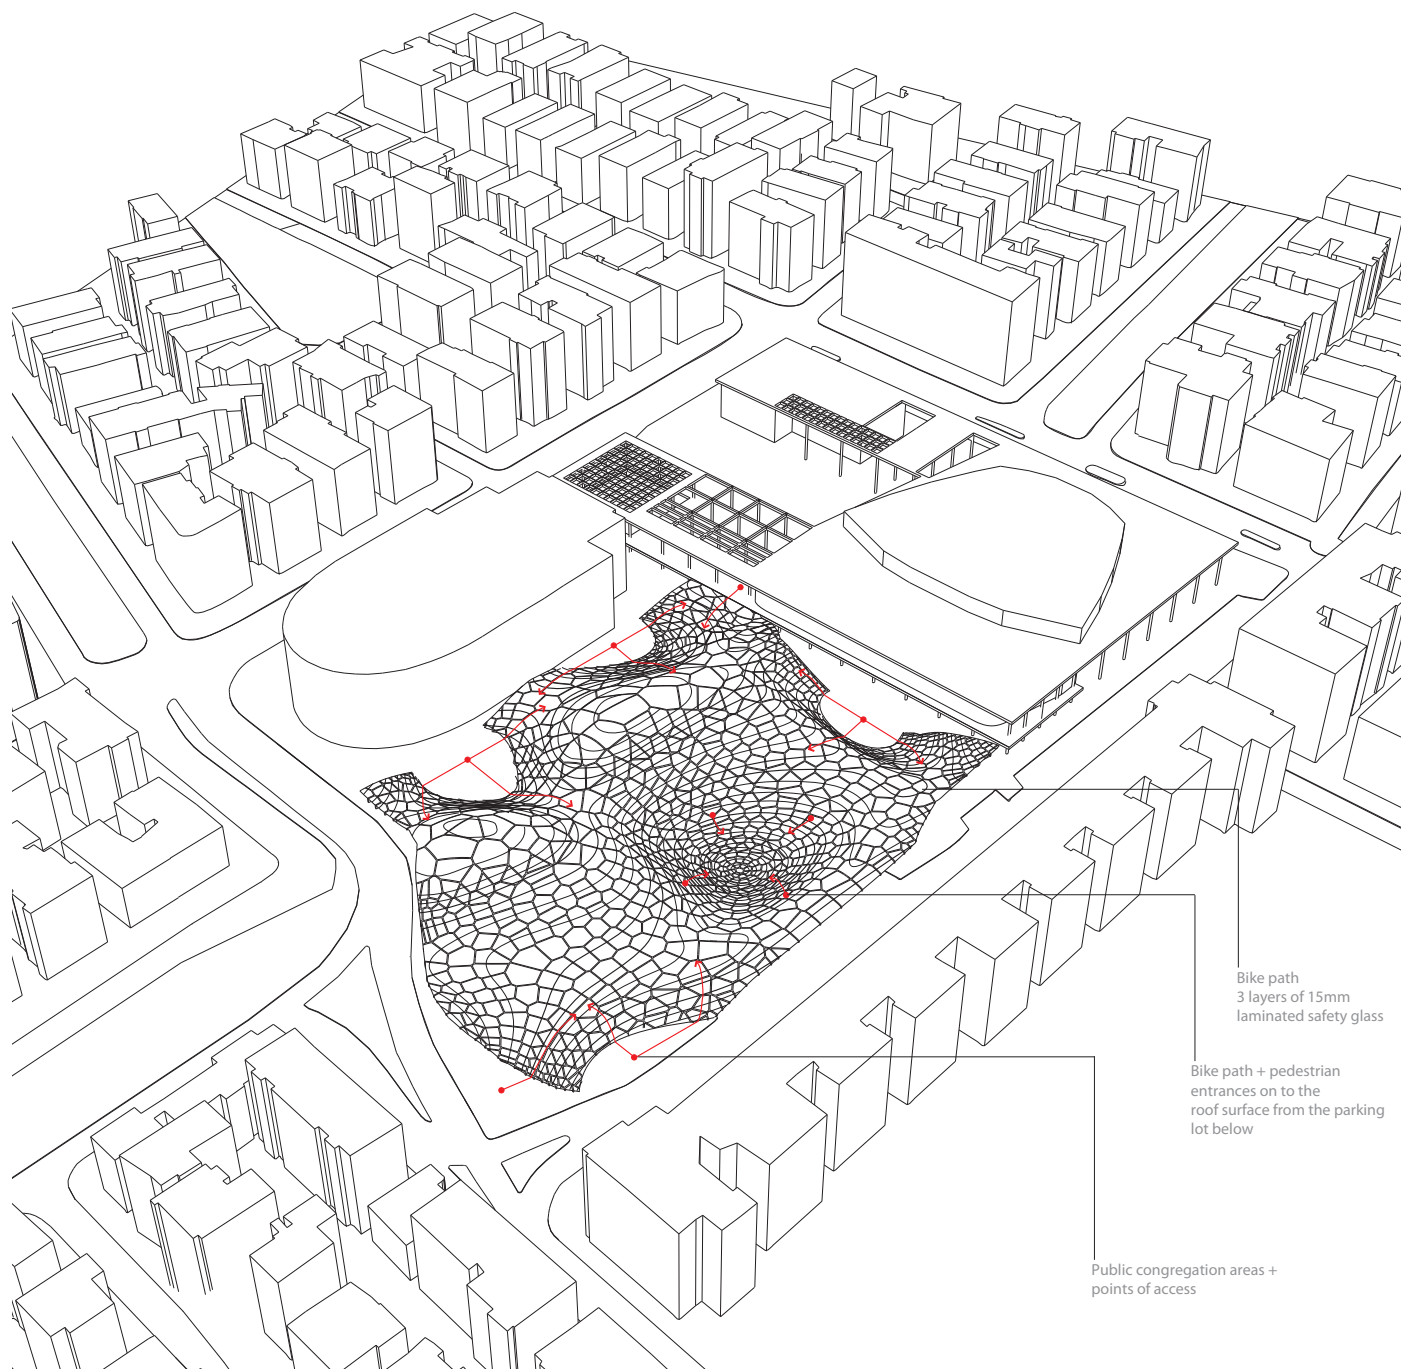 Bike path
3 layers of 15mm
laminated safety glass
Bike path + pedestrian
entrances on to the
roof surface from the parking
lot below
Public congregation areas +
points of access